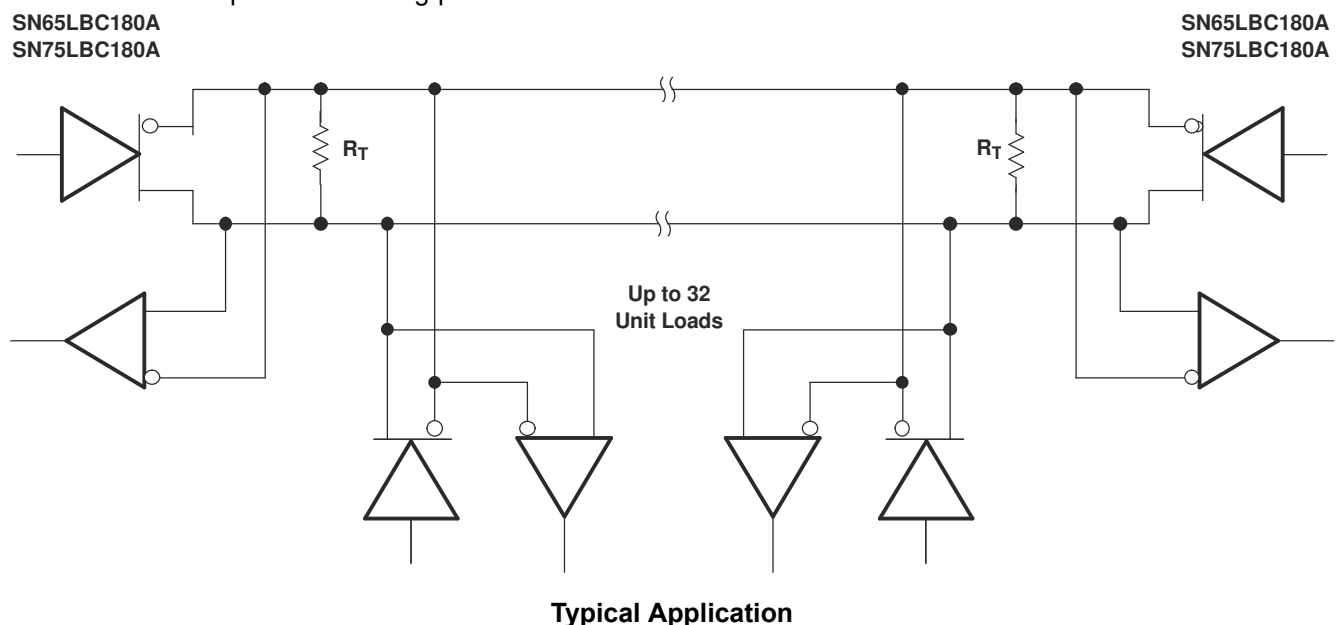 SN65LBC180A
SN75LBC180A
SN65LBC180A
SN75LBC180A
RT
RT
Up to 32
Unit Loads
Typical Application